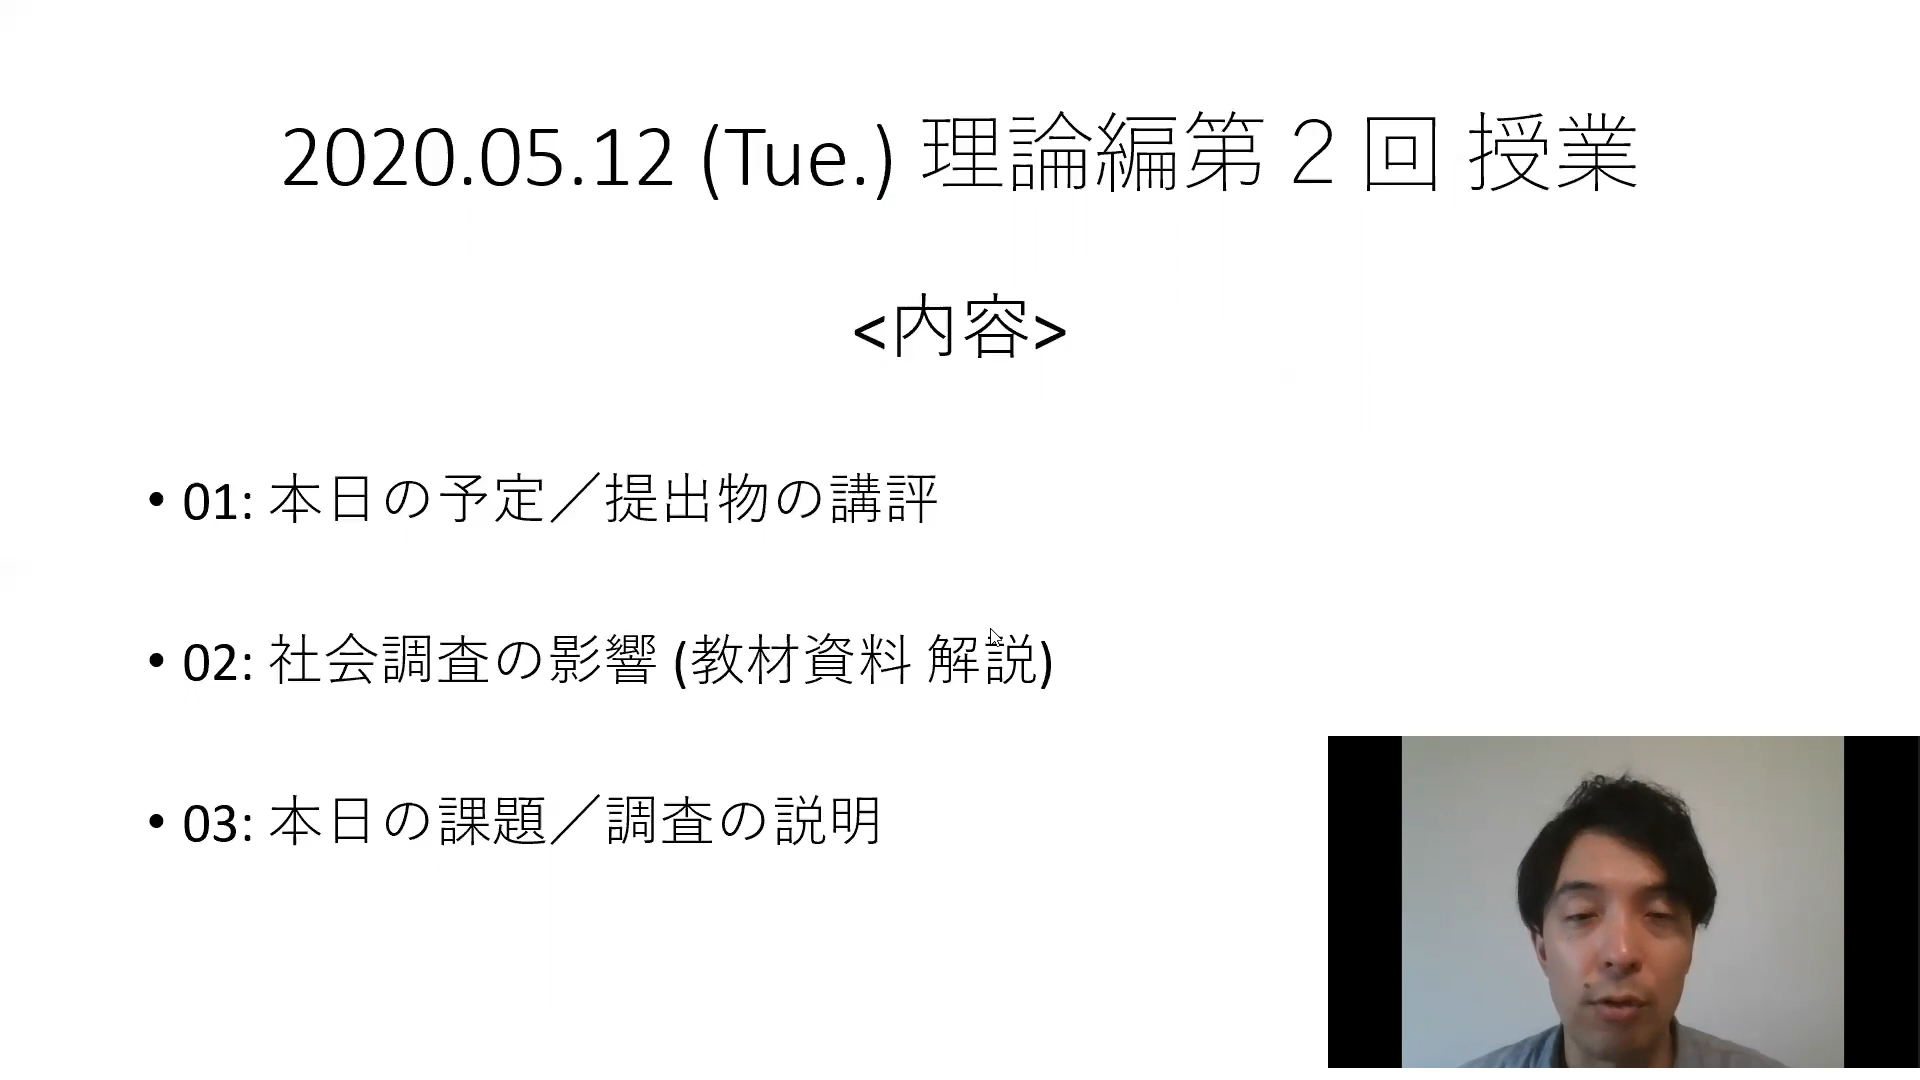 2020.05.12 (Tue.) 理論編第２回 授業
<内容>
• 01: 本日の予定／提出物の講評
• 02: 社会調査の影響 (教材資料 解説)
• 03: 本日の課題／調査の説明